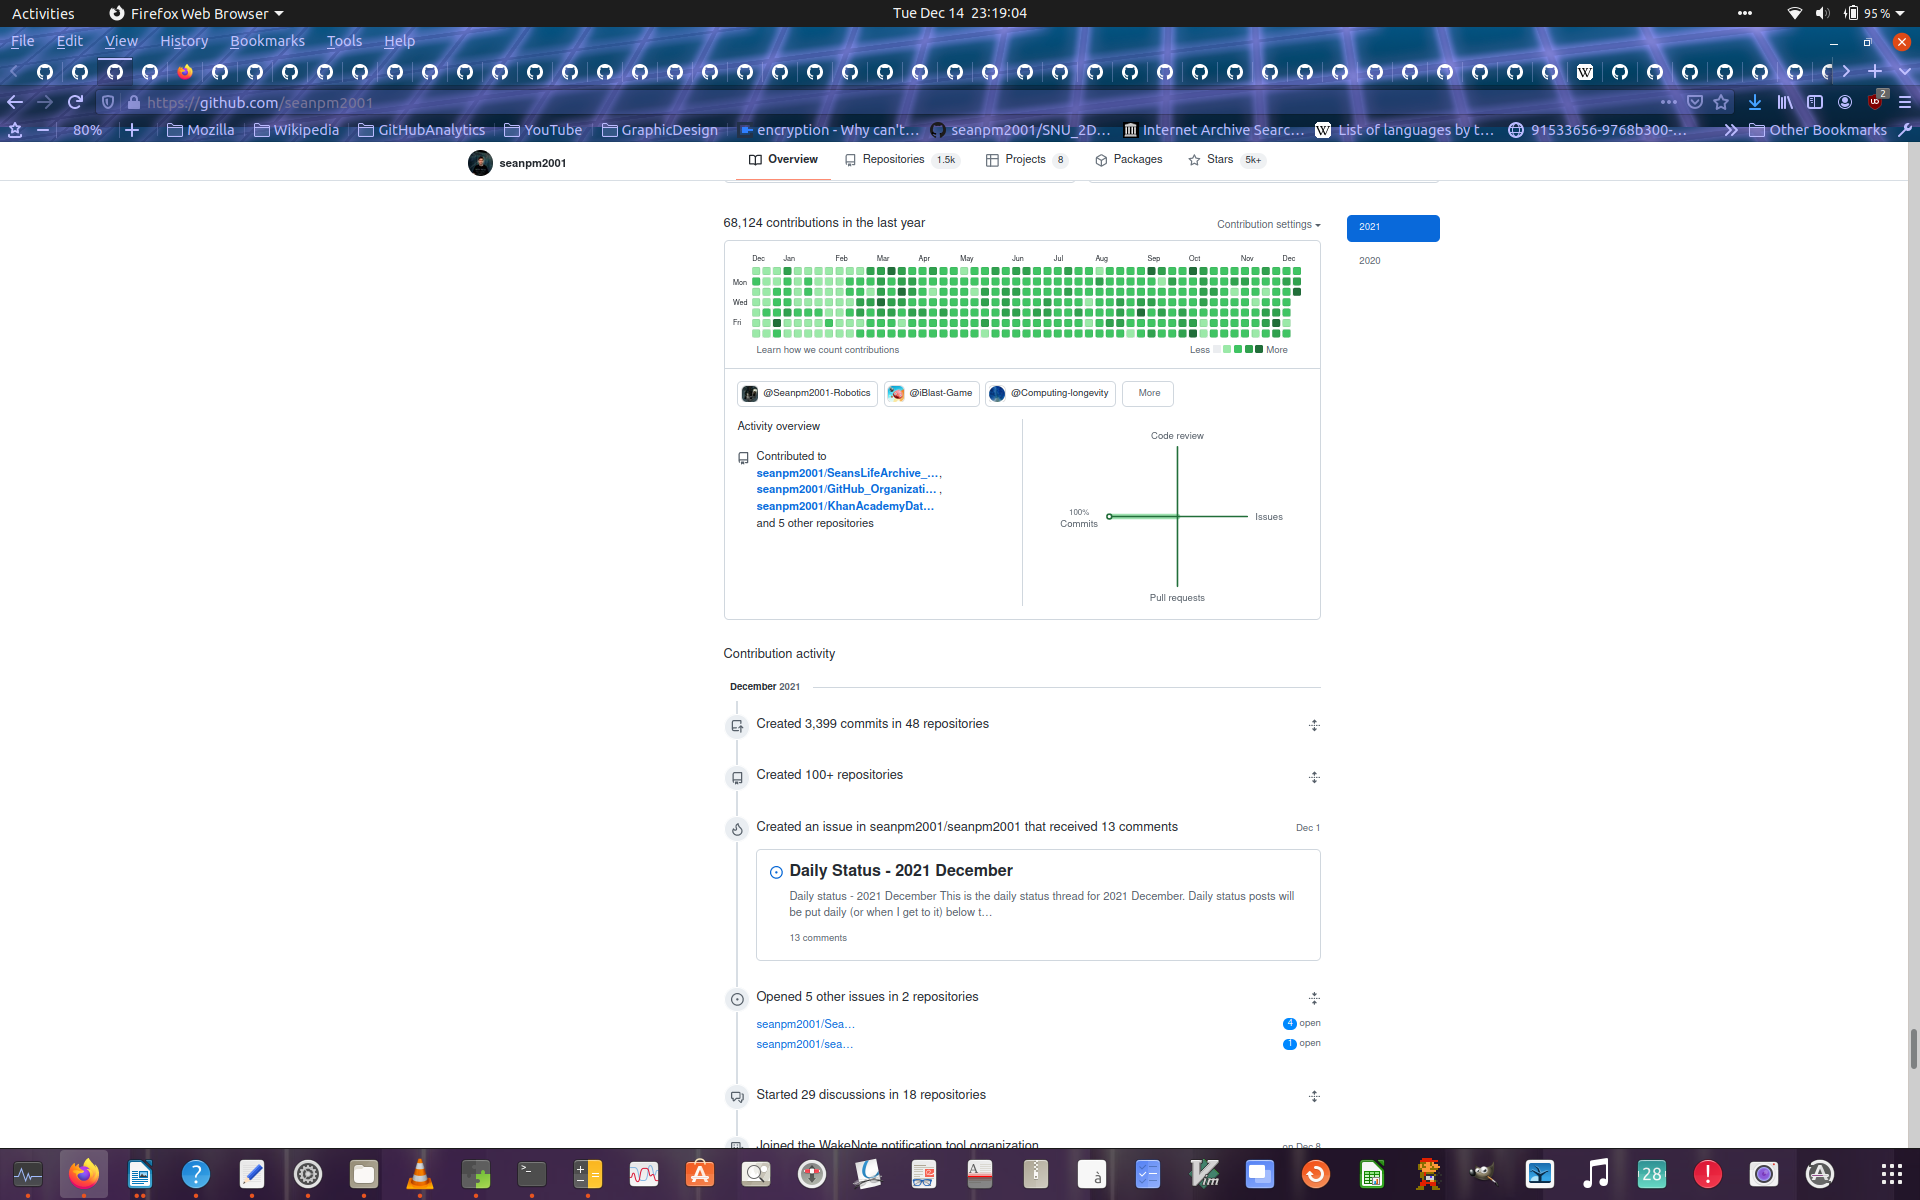 Activities
Firefox Web Browser
Tue Dec 14 23:19:04
95 %
File Edit View History Bookmarks Tools Help
https://github.com/seanpm2001
2
80%
Mozilla
Wikipedia
GitHubAnalytics
YouTube
GraphicDesign
encryption - Why can't…
seanpm2001/SNU_2D…
Internet Archive Searc…
List of languages by t…
91533656-9768b300-…
Other Bookmarks
seanpm2001
Overview
Repositories 1.5k
Projects 8
Packages
Stars 5k+
68,124 contributions in the last year
Contribution settings
2021
2020
Dec Jan Feb Mar Apr May Jun Jul Aug Sep Oct Nov Dec
Mon
Wed
Fri
Learn how we count contributions
Less More
@Seanpm2001-Robotics
@iBlast-Game
@Computing-longevity
More
Activity overview
Contributed to
seanpm2001/SeansLifeArchive_…,
seanpm2001/GitHub_Organizati… ,
seanpm2001/KhanAcademyDat…
and 5 other repositories
Code review
100%
Commits
Issues
Pull requests
Contribution activity
December 2021
Created 3,399 commits in 48 repositories
Created 100+ repositories
Created an issue in seanpm2001/seanpm2001 that received 13 comments
Dec 1
Daily Status - 2021 December
Daily status - 2021 December This is the daily status thread for 2021 December. Daily status posts will
be put daily (or when I get to it) below t…
13 comments
Opened 5 other issues in 2 repositories
seanpm2001/Sea…
4 open
seanpm2001/sea…
1 open
Started 29 discussions in 18 repositories
Joined the WakeNote notification tool organization
on Dec 8
28